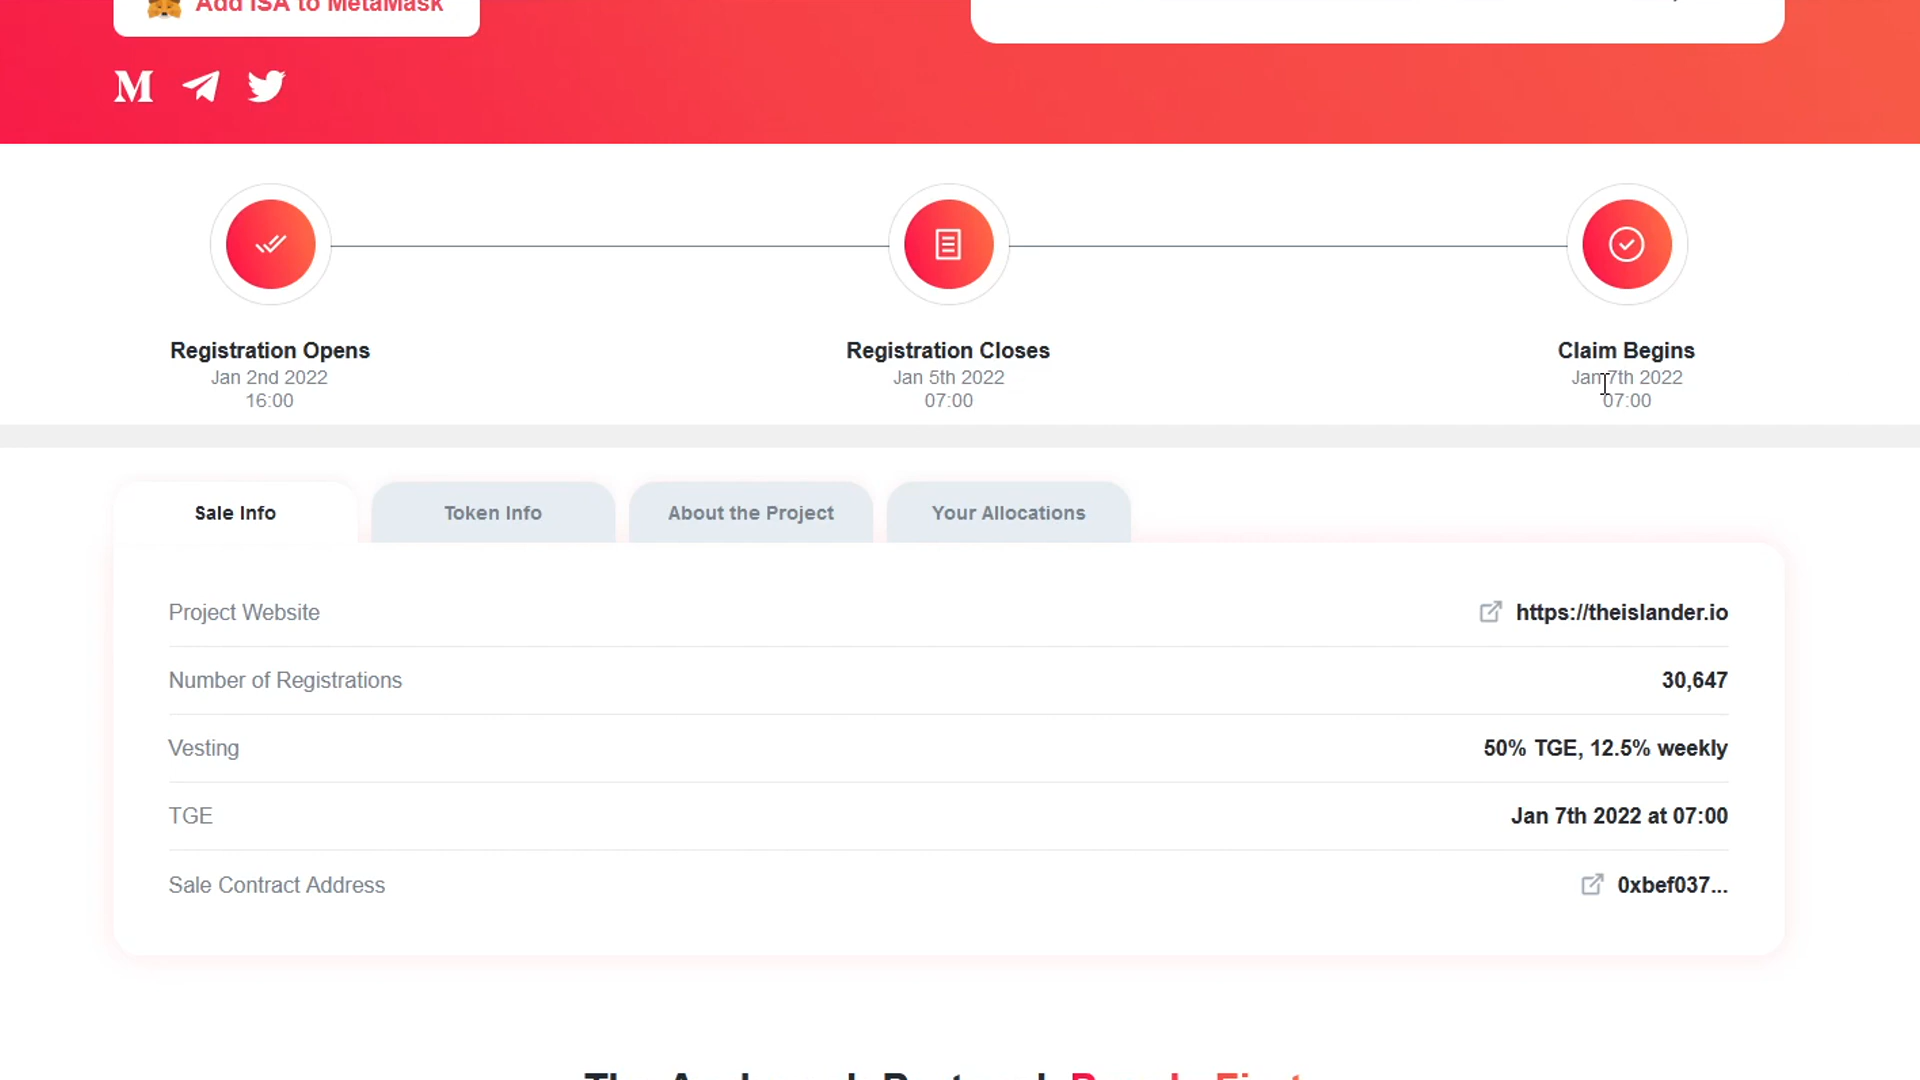 Add ISA to MetaMask
Registration Opens
Jan 2nd 2022
16:00
Registration Closes
Jan 5th 2022
07:00
Claim Begins
Jan 7th 2022
07:00
Sale Info
Token Info
About the Project
Your Allocations
Project Website
https://theislander.io
Number of Registrations
30,647
Vesting
50% TGE, 12.5% weekly
TGE
Jan 7th 2022 at 07:00
Sale Contract Address
0xbef037...